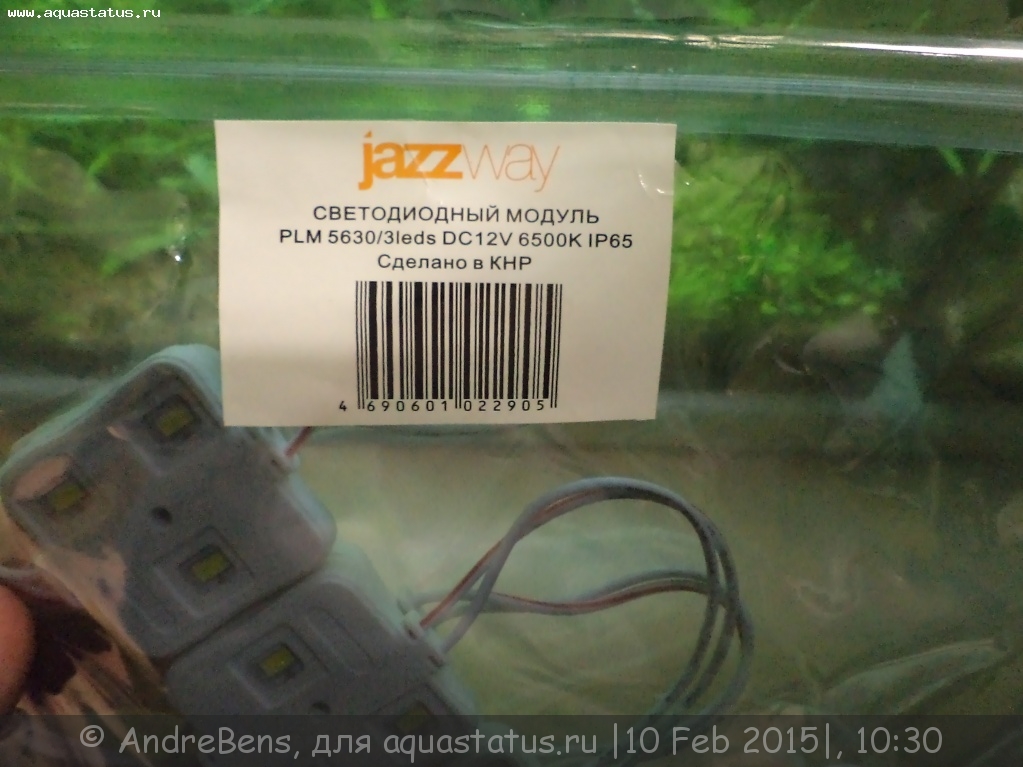 www.aquastatus.ru
jazzway
СВЕТОДИОДНЫЙ МОДУЛЬ
PLM 5630/3leds DC12V 6500K IP65
Сделано в КНР
4 690601 022905
© AndreBens, для aquastatus.ru |10 Feb 2015|, 10:30